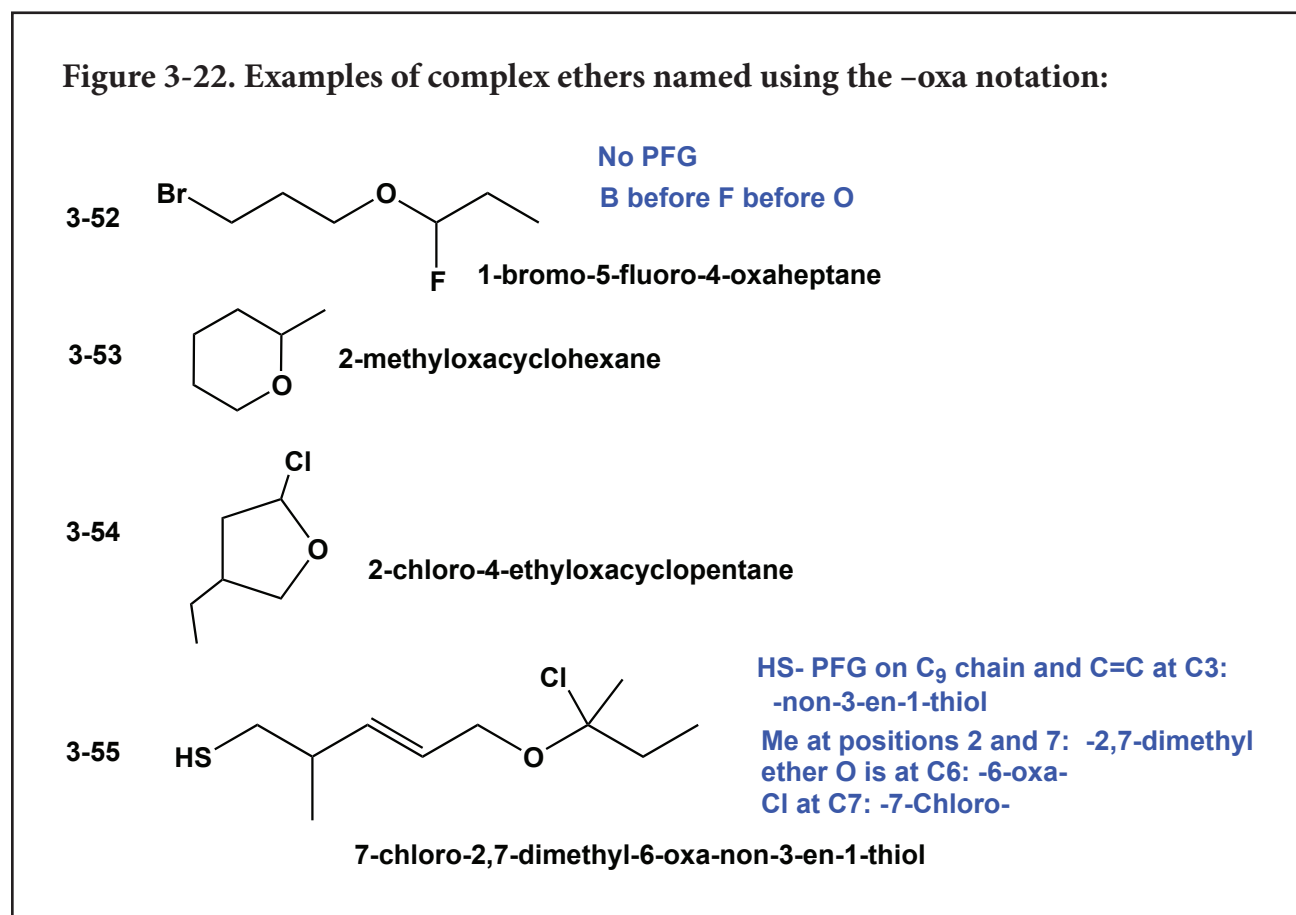 Figure 3-22. Examples of complex ethers named using the –oxa notation:
No PFG
B before F before O
3-52
Br
O
F
1-bromo-5-fluoro-4-oxaheptane
3-53
O
2-methyloxacyclohexane
3-54
Cl
O
2-chloro-4-ethyloxacyclopentane
3-55
HS
O
Cl
HS- PFG on C₉ chain and C=C at C3:
-non-3-en-1-thiol
Me at positions 2 and 7: -2,7-dimethyl
ether O is at C6: -6-oxa-
Cl at C7: -7-Chloro-
7-chloro-2,7-dimethyl-6-oxa-non-3-en-1-thiol